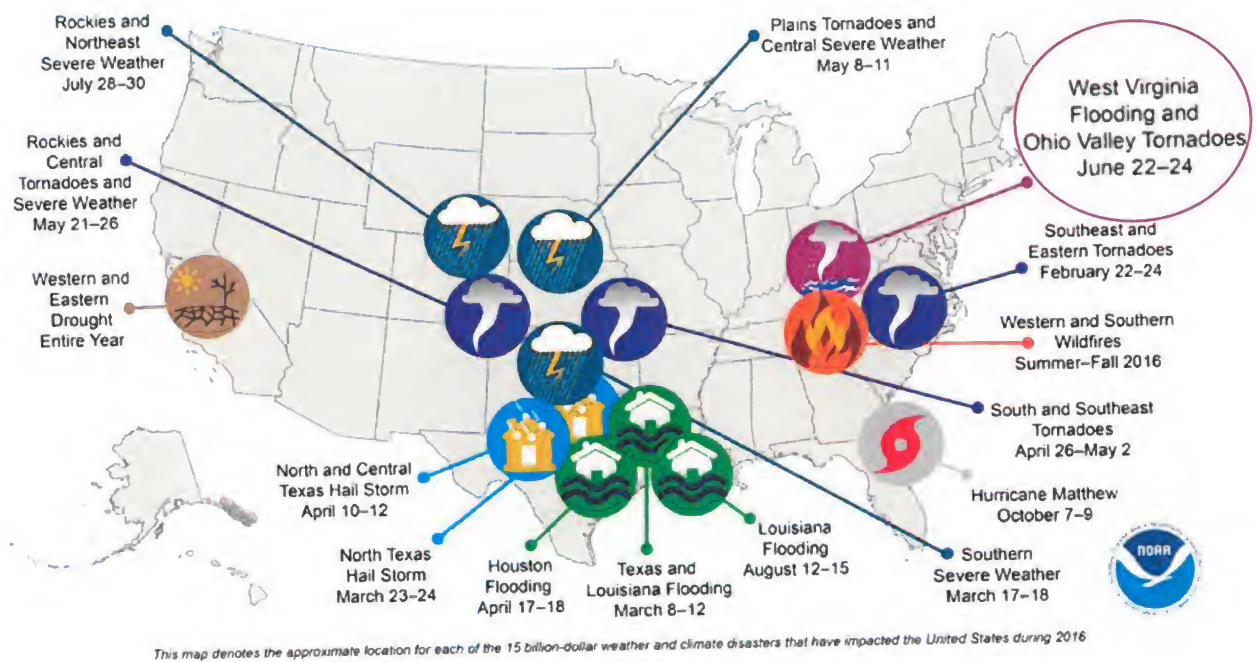 Rockies and
Northeast
Severe Weather
July 28–30
Plains Tornadoes and
Central Severe Weather
May 8–11
West Virginia
Flooding and
Ohio Valley Tornadoes
June 22–24
Rockies and
Central
Tornadoes and
Severe Weather
May 21–26
Southeast and
Eastern Tornadoes
February 22–24
Western and
Eastern
Drought
Entire Year
Western and Southern
Wildfires
Summer–Fall 2016
South and Southeast
Tornadoes
April 26–May 2
North and Central
Texas Hail Storm
April 10–12
Hurricane Matthew
October 7–9
North Texas
Hail Storm
March 23–24
Houston
Flooding
April 17–18
Texas and
Louisiana Flooding
March 8–12
Louisiana
Flooding
August 12–15
Southern
Severe Weather
March 17–18
NOAA
This map denotes the approximate location for each of the 15 billion-dollar weather and climate disasters that have impacted the United States during 2016